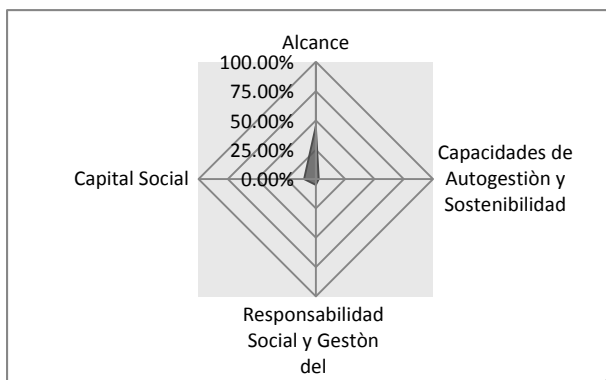 Alcance
100.00%
75.00%
50.00%
25.00%
0.00%
Capacidades de
Autogestiòn y
Sostenibilidad
Capital Social
Responsabilidad
Social y Gestòn
del